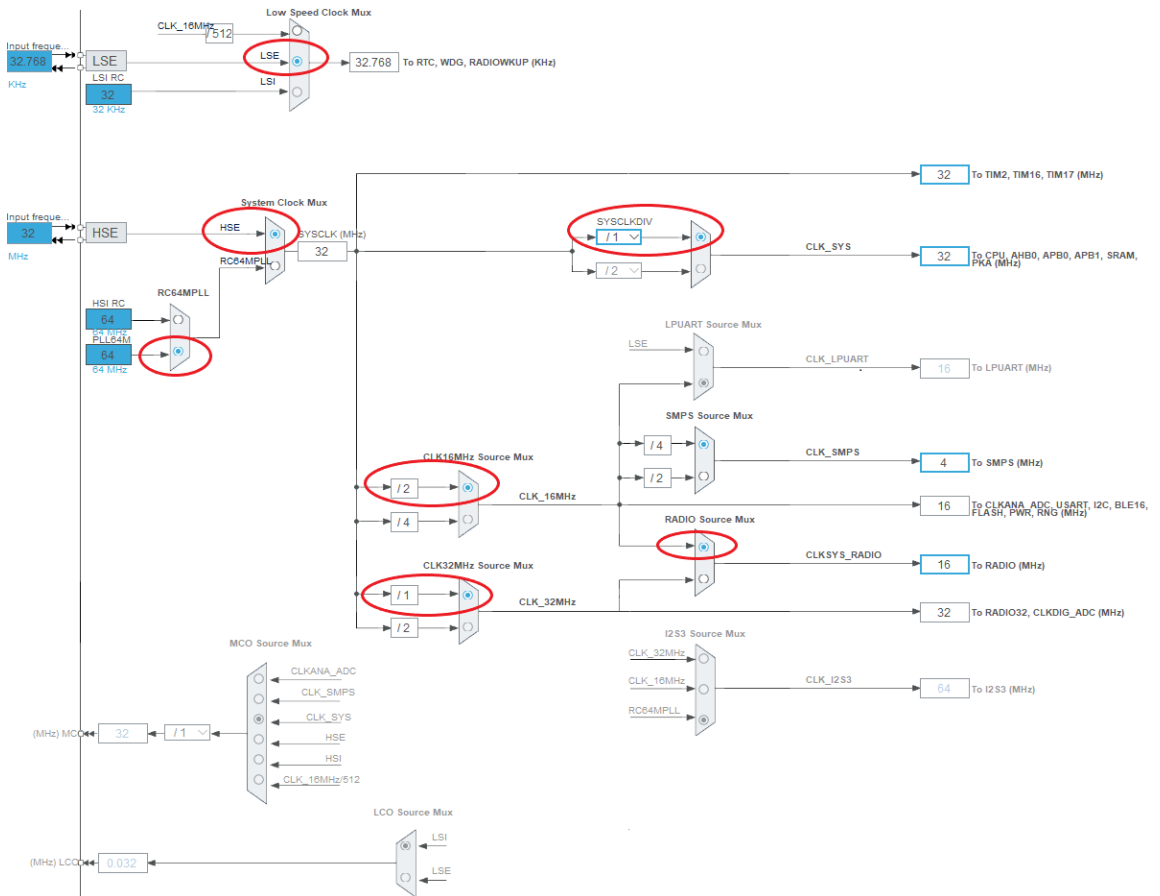 Low Speed Clock Mux
CLK_16MHz
/ 512
Input freque...
32.768
KHz
LSE
LSE
32.768
To RTC, WDG, RADIOWKUP (KHz)
LSI RC
32
32 KHz
LSI
32
To TIM2, TIM16, TIM17 (MHz)
System Clock Mux
Input freque...
32
MHz
HSE
HSE
SYSCLK (MHz)
32
RC64MPLL
SYSCLKDIV
/ 1
/ 2
CLK_SYS
32
To CPU, AHB0, APB0, APB1, SRAM,
PKA (MHz)
RC64MPLL
HSI RC
64
64 MHz
PLL64M
64
64 MHz
LPUART Source Mux
LSE
CLK_LPUART
16
To LPUART (MHz)
SMPS Source Mux
/ 4
/ 2
CLK_SMPS
4
To SMPS (MHz)
CLK16MHz Source Mux
/ 2
/ 4
CLK_16MHz
16
To CLKANA_ADC, USART, I2C, BLE16,
FLASH, PWR, RNG (MHz)
RADIO Source Mux
CLKSYS_RADIO
16
To RADIO (MHz)
CLK32MHz Source Mux
/ 1
/ 2
CLK_32MHz
32
To RADIO32, CLKDIG_ADC (MHz)
I2S3 Source Mux
CLK_32MHz
CLK_16MHz
RC64MPLL
CLK_I2S3
64
To I2S3 (MHz)
MCO Source Mux
CLKANA_ADC
CLK_SMPS
CLK_SYS
HSE
HSI
CLK_16MHz/512
(MHz) MC
32
/ 1
LCO Source Mux
LSI
LSE
(MHz) LCO
0.032